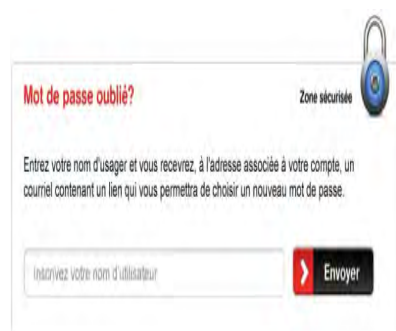 Mot de passe oublié?
Zone sécurisée
Entrez votre nom d'usager et vous recevrez, à l'adresse associée à votre compte, un
courriel contenant un lien qui vous permettra de choisir un nouveau mot de passe.
Inscrivez votre nom d'utilisateur
Envoyer